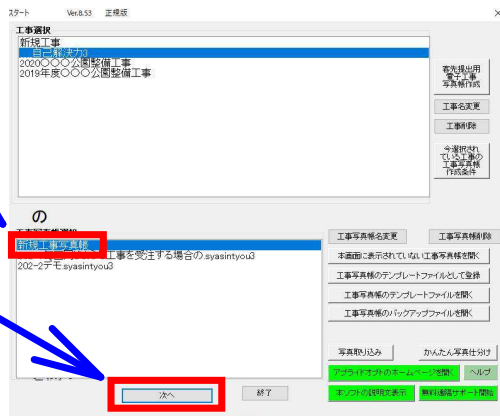 スタート Ver.8.53 正規版
工事選択
新規工事
自己解決力3
2020〇〇〇公園整備工事
2019年度〇〇〇公園整備工事
客先提出用
電子工事
写真帳作成
工事名変更
工事削除
今選択され
ている工事の
工事写真帳
作成条件
の
新規工事写真帳
工事を受注する場合の.syasintyou3
202-2デモ.syasintyou3
工事写真帳名変更
工事写真帳削除
本画面に表示されていない工事写真帳を開く
工事写真帳のテンプレートファイルとして登録
工事写真帳のテンプレートファイルを開く
工事写真帳のバックアップファイルを開く
写真取り込み
かんたん写真仕分け
アプライドオプトのホームページを開く
ヘルプ
次へ
終了
本ソフトの説明文表示
無料遠隔サポート開始